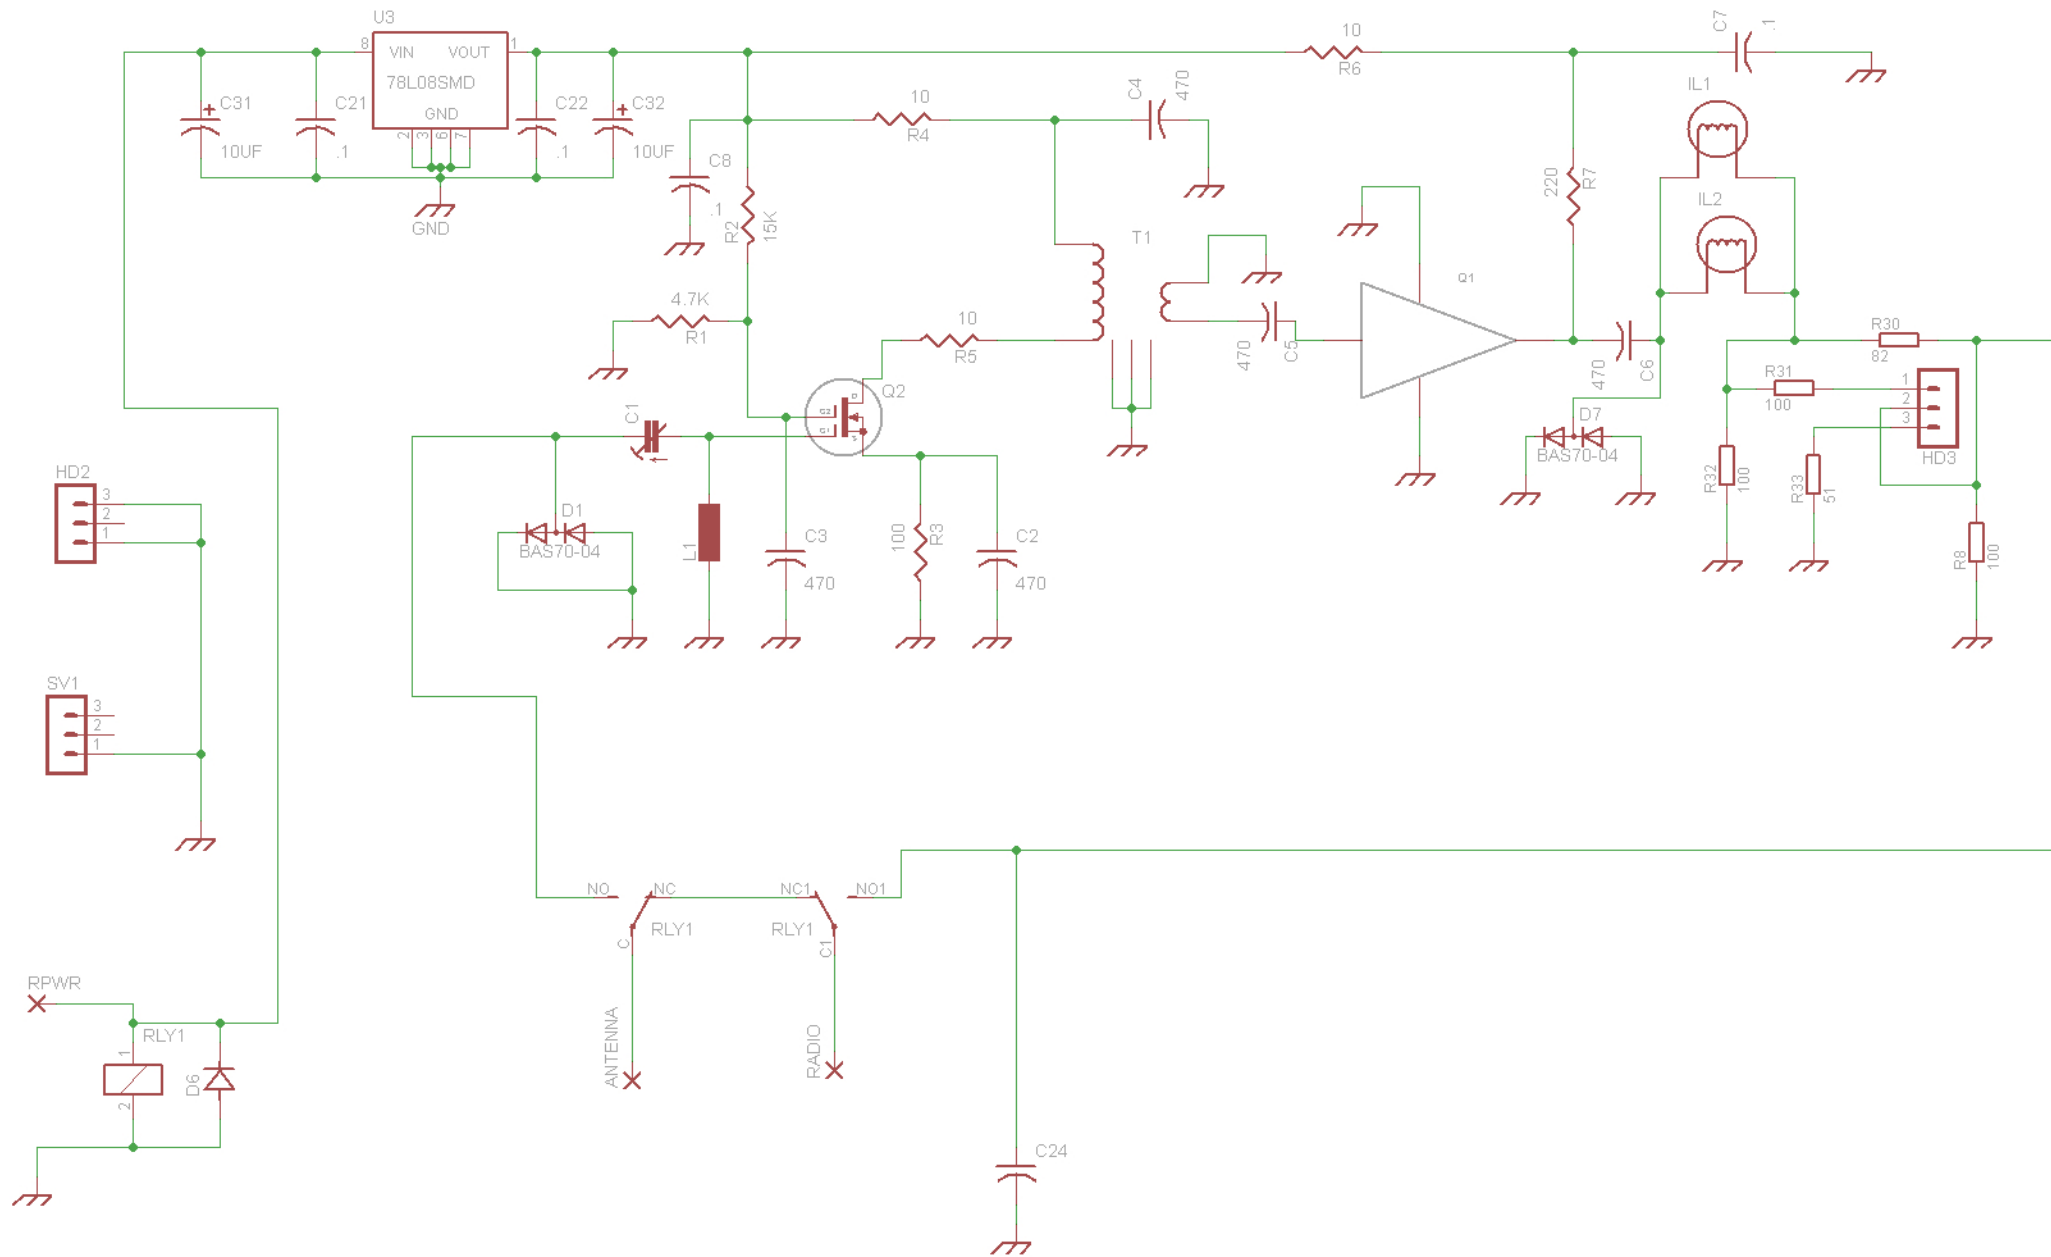 U3
8
VIN
VOUT
1
78L08SMD
GND
2
3
6
7
C31
10UF
C21
.1
C22
.1
C32
10UF
GND
10
R6
C7
.1
IL1
IL2
10
R4
C4
470
C8
.1
R2
15K
4.7K
R1
T1
10
R5
470
C5
Q1
220
R7
470
C6
R30
82
R31
100
1
2
3
HD3
R32
100
R33
51
R8
100
D7
BAS70-04
Q2
C1
D1
BAS70-04
L1
C3
470
100
R3
C2
470
HD2
3
2
1
SV1
3
2
1
NO
NC
NC1
NO1
RLY1
RLY1
C
C1
ANTENNA
RADIO
RPWR
RLY1
1
2
D6
C24